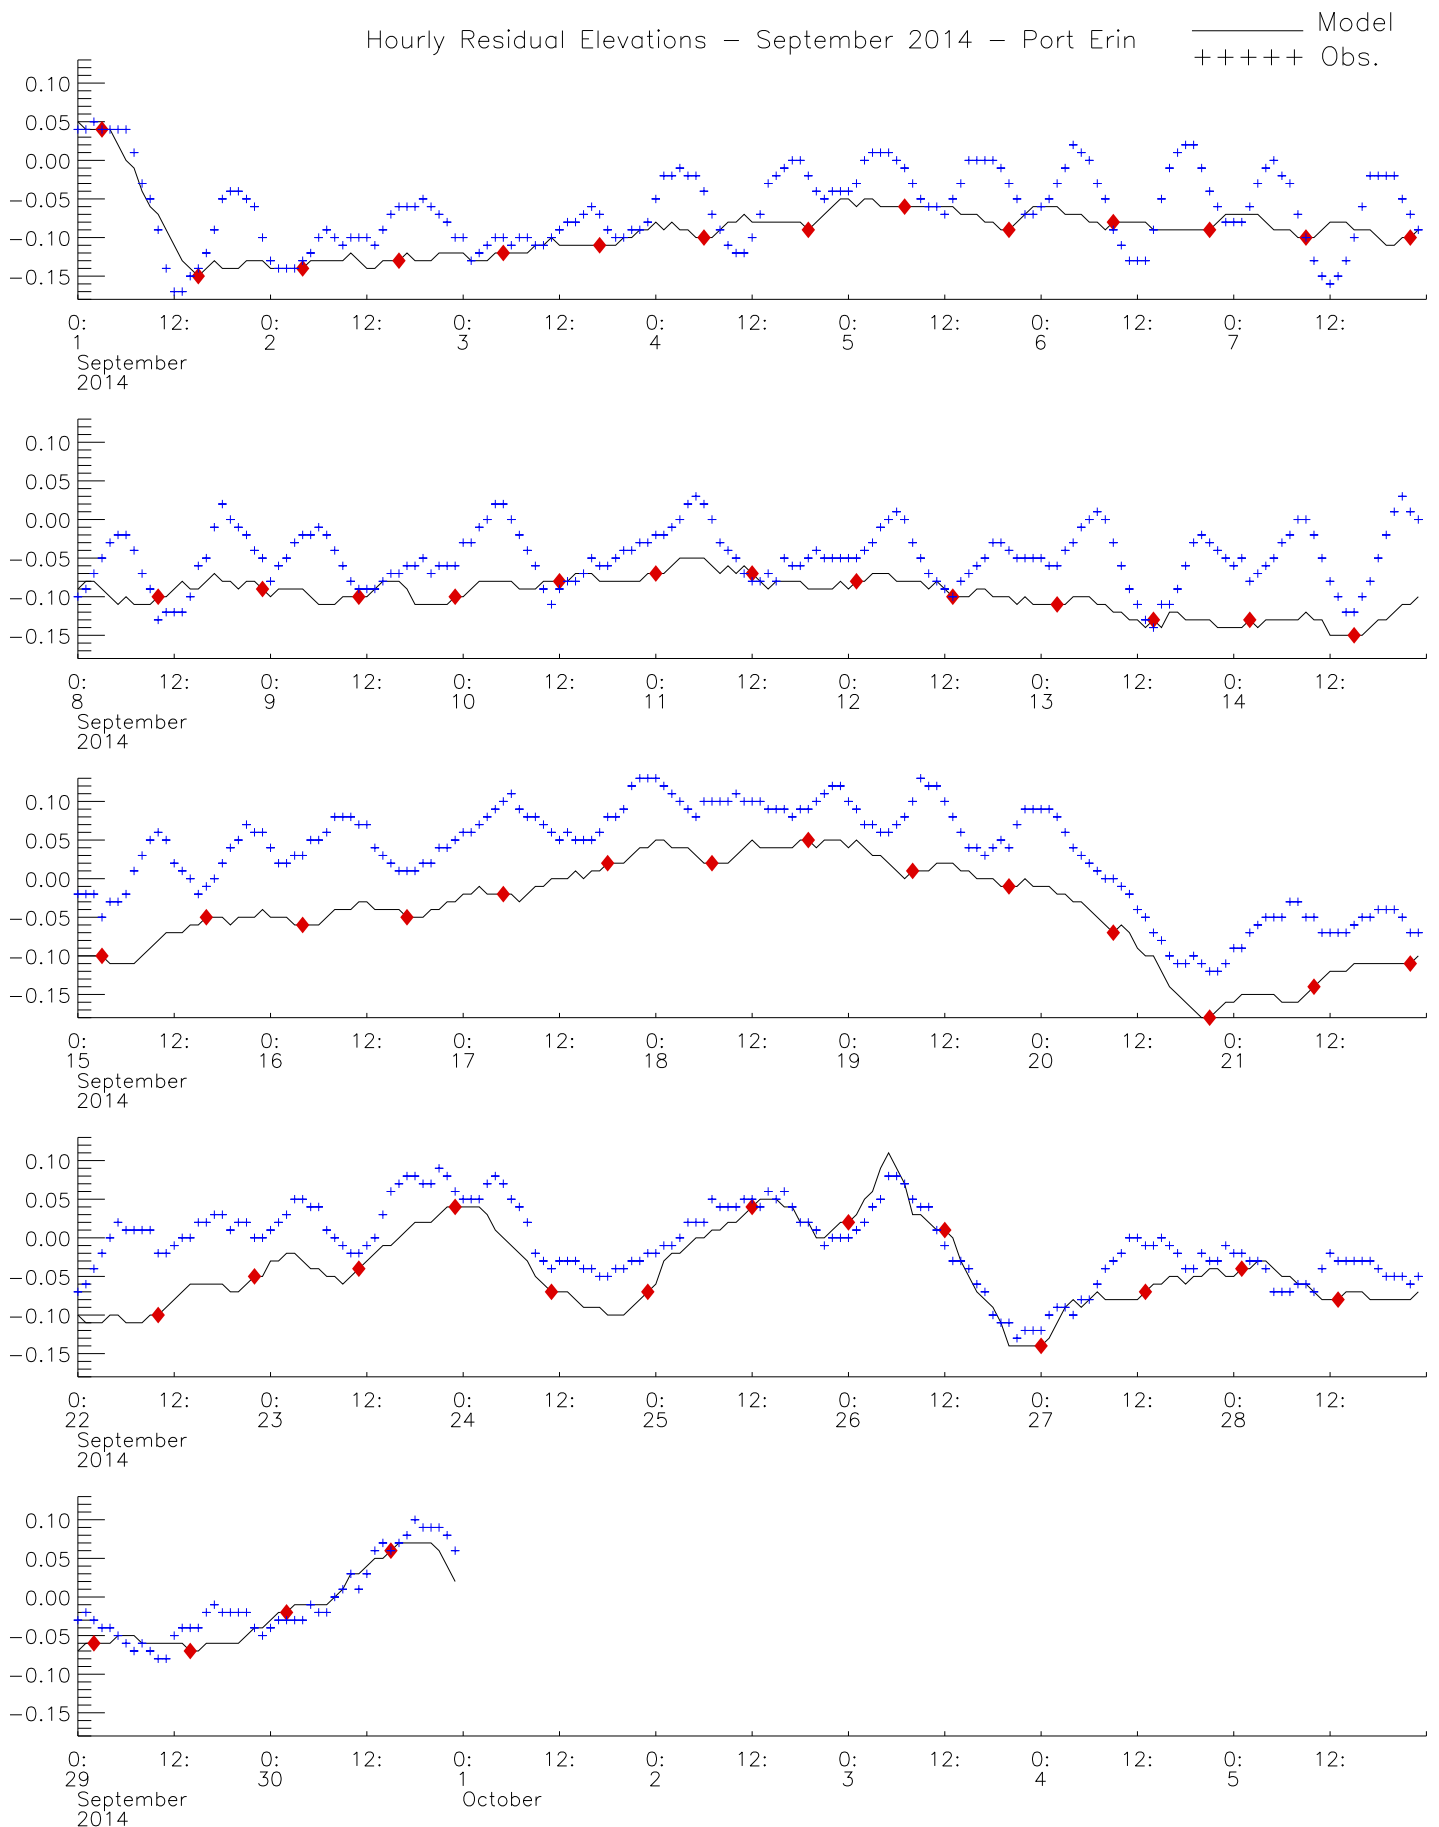 Hourly Residual Elevations − September 2014 − Port Erin
Model
+++++ Obs.
0.10
0.05
0.00
−0.05
−0.10
−0.15
0: 12: 0: 12: 0: 12: 0: 12: 0: 12: 0: 12: 0: 12:
1 2 3 4 5 6 7
September
2014
0.10
0.05
0.00
−0.05
−0.10
−0.15
0: 12: 0: 12: 0: 12: 0: 12: 0: 12: 0: 12: 0: 12:
8 9 10 11 12 13 14
September
2014
0.10
0.05
0.00
−0.05
−0.10
−0.15
0: 12: 0: 12: 0: 12: 0: 12: 0: 12: 0: 12: 0: 12:
15 16 17 18 19 20 21
September
2014
0.10
0.05
0.00
−0.05
−0.10
−0.15
0: 12: 0: 12: 0: 12: 0: 12: 0: 12: 0: 12: 0: 12:
22 23 24 25 26 27 28
September
2014
0.10
0.05
0.00
−0.05
−0.10
−0.15
0: 12: 0: 12: 0: 12: 0: 12: 0: 12: 0: 12: 0: 12:
29 30 1 2 3 4 5
September October
2014